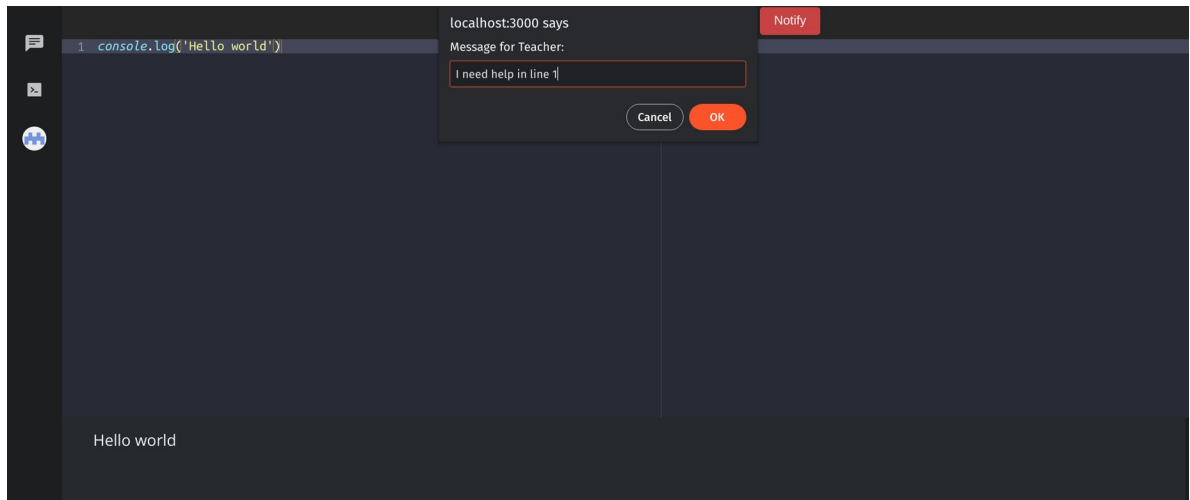 localhost:3000 says
Notify
Message for Teacher:
1 console.log('Hello world')
I need help in line 1
Cancel
OK
Hello world